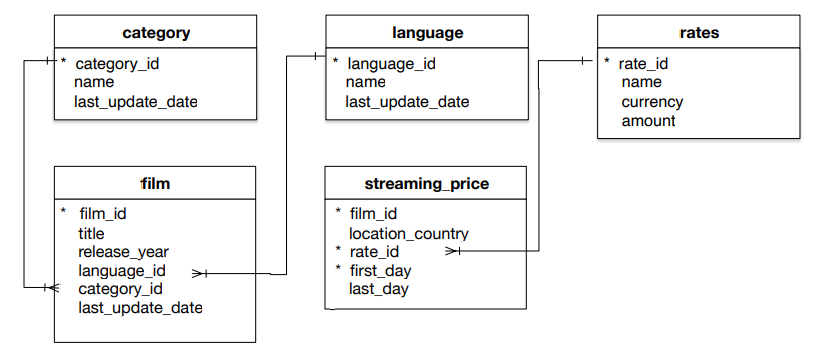 category
* category_id
name
last_update_date
language
* language_id
name
last_update_date
rates
* rate_id
name
currency
amount
film
* film_id
title
release_year
language_id
category_id
last_update_date
streaming_price
* film_id
location_country
* rate_id
* first_day
last_day